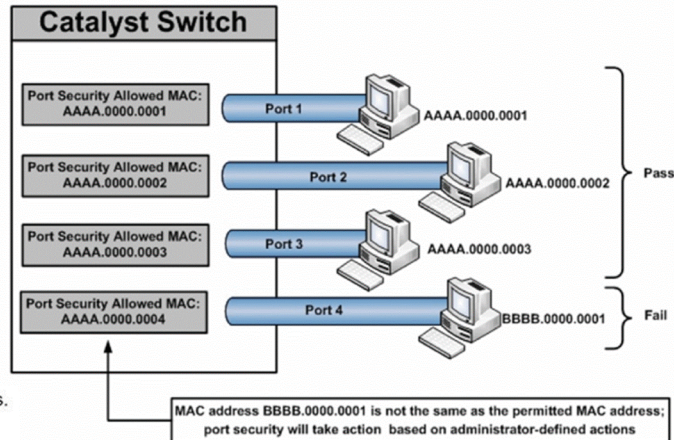 Catalyst Switch
Port Security Allowed MAC:
AAAA.0000.0001
Port 1
AAAA.0000.0001
Port Security Allowed MAC:
AAAA.0000.0002
Port 2
AAAA.0000.0002
Pass
Port Security Allowed MAC:
AAAA.0000.0003
Port 3
AAAA.0000.0003
Port Security Allowed MAC:
AAAA.0000.0004
Port 4
BBBB.0000.0001
Fail
s.
MAC address BBBB.0000.0001 is not the same as the permitted MAC address;
port security will take action based on administrator-defined actions